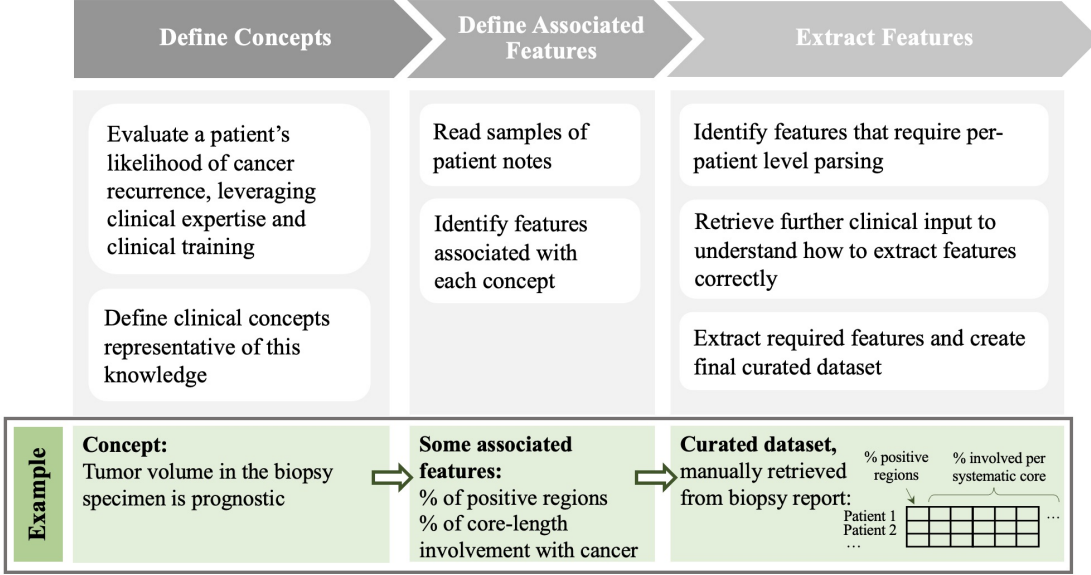 Define Concepts
Define Associated
Features
Extract Features
Evaluate a patient’s
likelihood of cancer
recurrence, leveraging
clinical expertise and
clinical training
Define clinical concepts
representative of this
knowledge
Read samples of
patient notes
Identify features
associated with
each concept
Identify features that require per-
patient level parsing
Retrieve further clinical input to
understand how to extract features
correctly
Extract required features and create
final curated dataset
Example
Concept:
Tumor volume in the biopsy
specimen is prognostic
Some associated
features:
% of positive regions
% of core-length
involvement with cancer
Curated dataset,
manually retrieved
from biopsy report:
% positive
regions
% involved per
systematic core
Patient 1
Patient 2
...
...